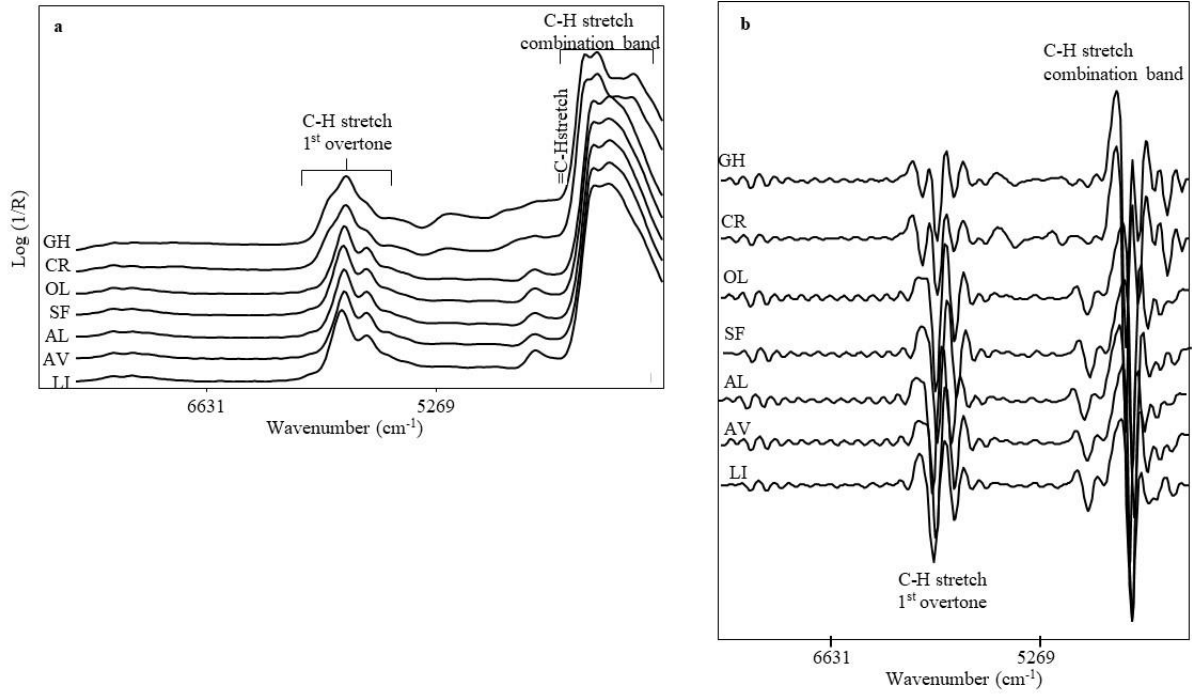 a
C-H stretch
combination band
C-H stretch
1st overtone
=C-Hstretch
Log (1/R)
GH
CR
OL
SF
AL
AV
LI
6631
5269
Wavenumber (cm-1)
b
C-H stretch
combination band
GH
CR
OL
SF
AL
AV
LI
C-H stretch
1st overtone
6631
5269
Wavenumber (cm-1)